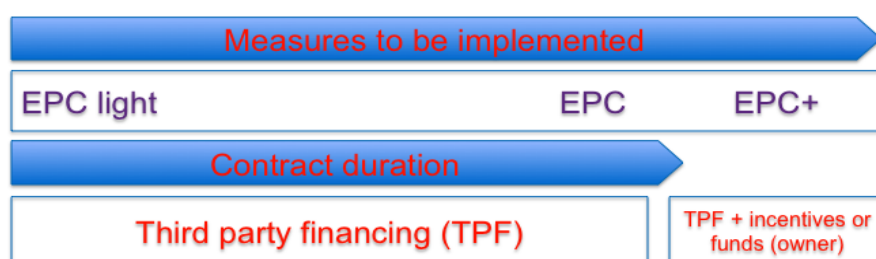 Measures to be implemented
EPC light EPC EPC+
Contract duration
Third party financing (TPF)
TPF + incentives or
funds (owner)